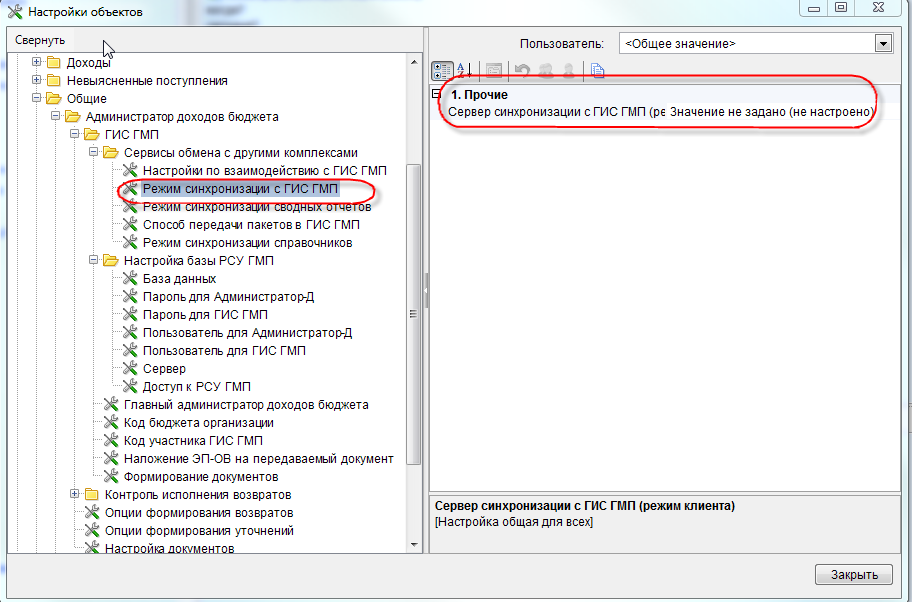 Настройки объектов
Свернуть
Доходы
Невыясненные поступления
Общие
Администратор доходов бюджета
ГИС ГМП
Сервисы обмена с другими комплексами
Настройки по взаимодействию с ГИС ГМП
Режим синхронизации с ГИС ГМП
Режим синхронизации сводных отчетов
Способ передачи пакетов в ГИС ГМП
Режим синхронизации справочников
Настройка базы РСУ ГМП
База данных
Пароль для Администратор-Д
Пароль для ГИС ГМП
Пользователь для Администратор-Д
Пользователь для ГИС ГМП
Сервер
Доступ к РСУ ГМП
Главный администратор доходов бюджета
Код бюджета организации
Код участника ГИС ГМП
Наложение ЭП-ОВ на передаваемый документ
Формирование документов
Контроль исполнения возвратов
Опции формирования возвратов
Опции формирования уточнений
Настройка документов
Пользователь: <Общее значение>
1. Прочие
Сервер синхронизации с ГИС ГМП (ре Значение не задано (не настроено)
Сервер синхронизации с ГИС ГМП (режим клиента)
[Настройка общая для всех]
Закрыть